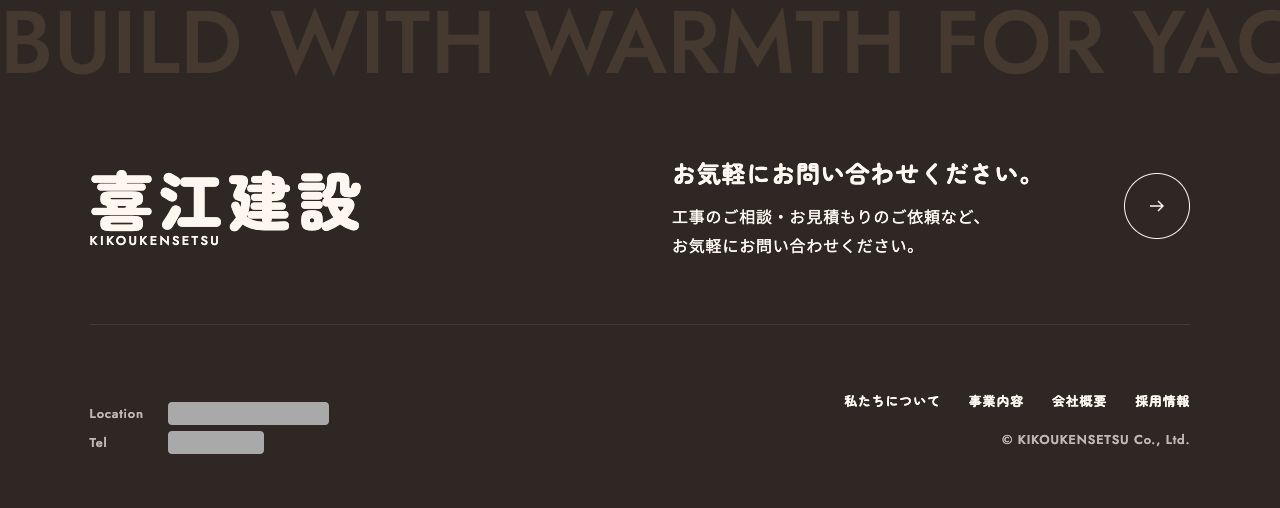 BUILD WITH WARMTH FOR YAG
喜江建設
KIKOUKENSETSU
お気軽にお問い合わせください。
工事のご相談・お見積もりのご依頼など、
お気軽にお問い合わせください。
Location
Tel
私たちについて 事業内容 会社概要 採用情報
© KIKOUKENSETSU Co., Ltd.